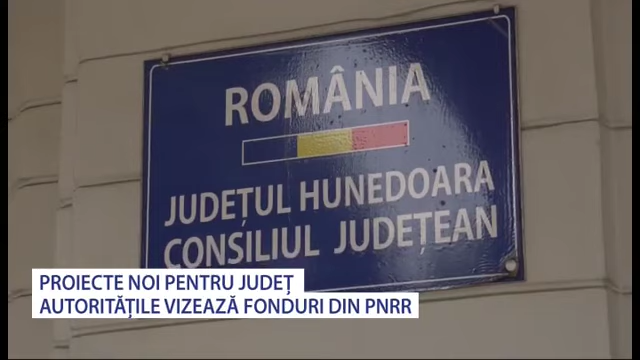 ROMÂNIA
JUDEȚUL HUNEDOARA
CONSILIUL JUDEȚEAN
PROIECTE NOI PENTRU JUDEȚ
AUTORITĂȚILE VIZEAZĂ FONDURI DIN PNRR